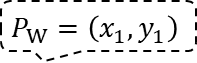 P_W = (x_1, y_1)